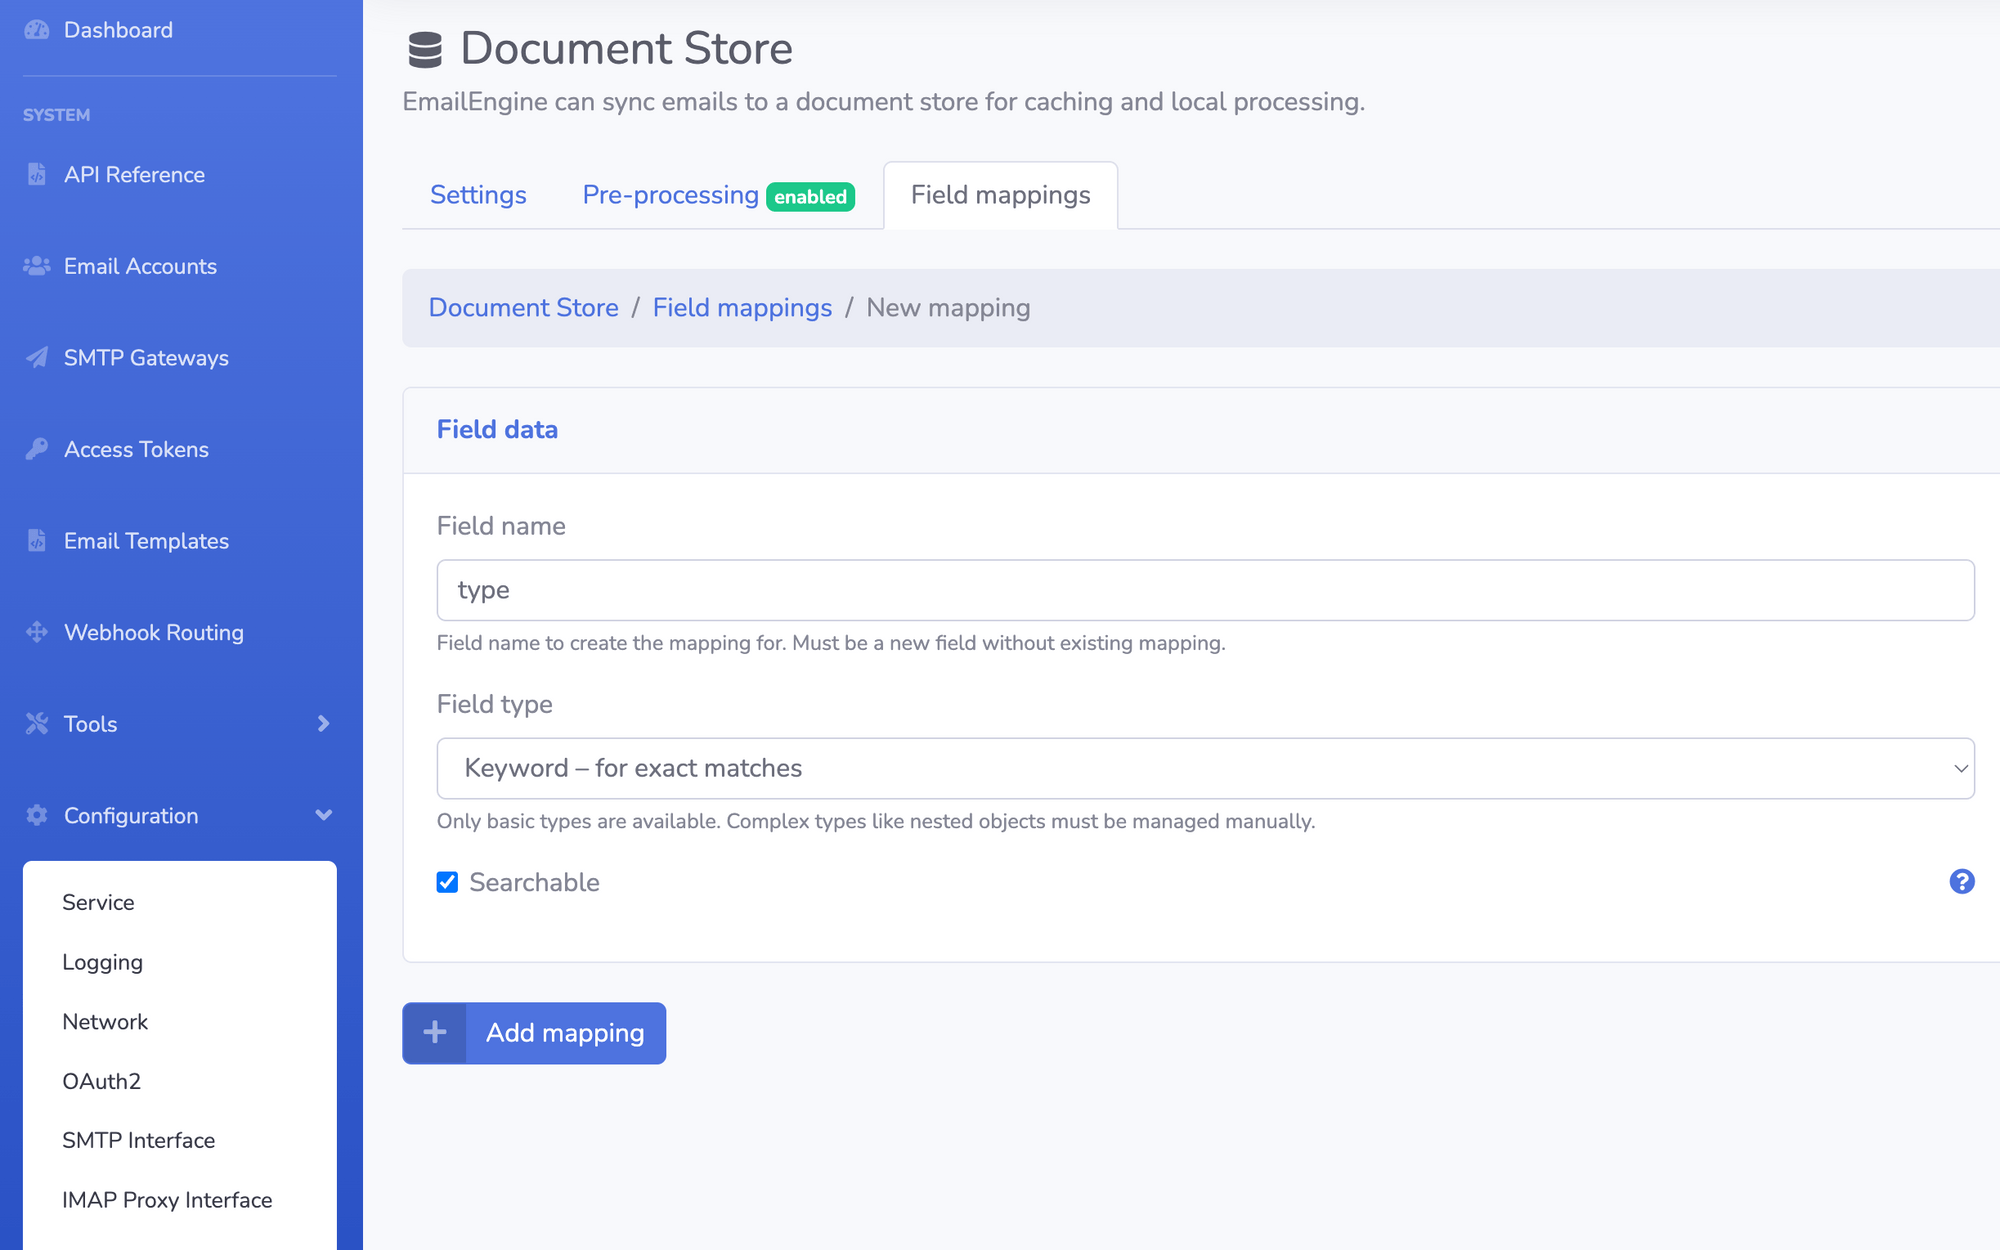 Dashboard
SYSTEM
API Reference
Email Accounts
SMTP Gateways
Access Tokens
Email Templates
Webhook Routing
Tools
Configuration
Service
Logging
Network
OAuth2
SMTP Interface
IMAP Proxy Interface
Document Store
EmailEngine can sync emails to a document store for caching and local processing.
Settings Pre-processing enabled Field mappings
Document Store / Field mappings / New mapping
Field data
Field name
type
Field name to create the mapping for. Must be a new field without existing mapping.
Field type
Keyword – for exact matches
Only basic types are available. Complex types like nested objects must be managed manually.
Searchable
?
+ Add mapping